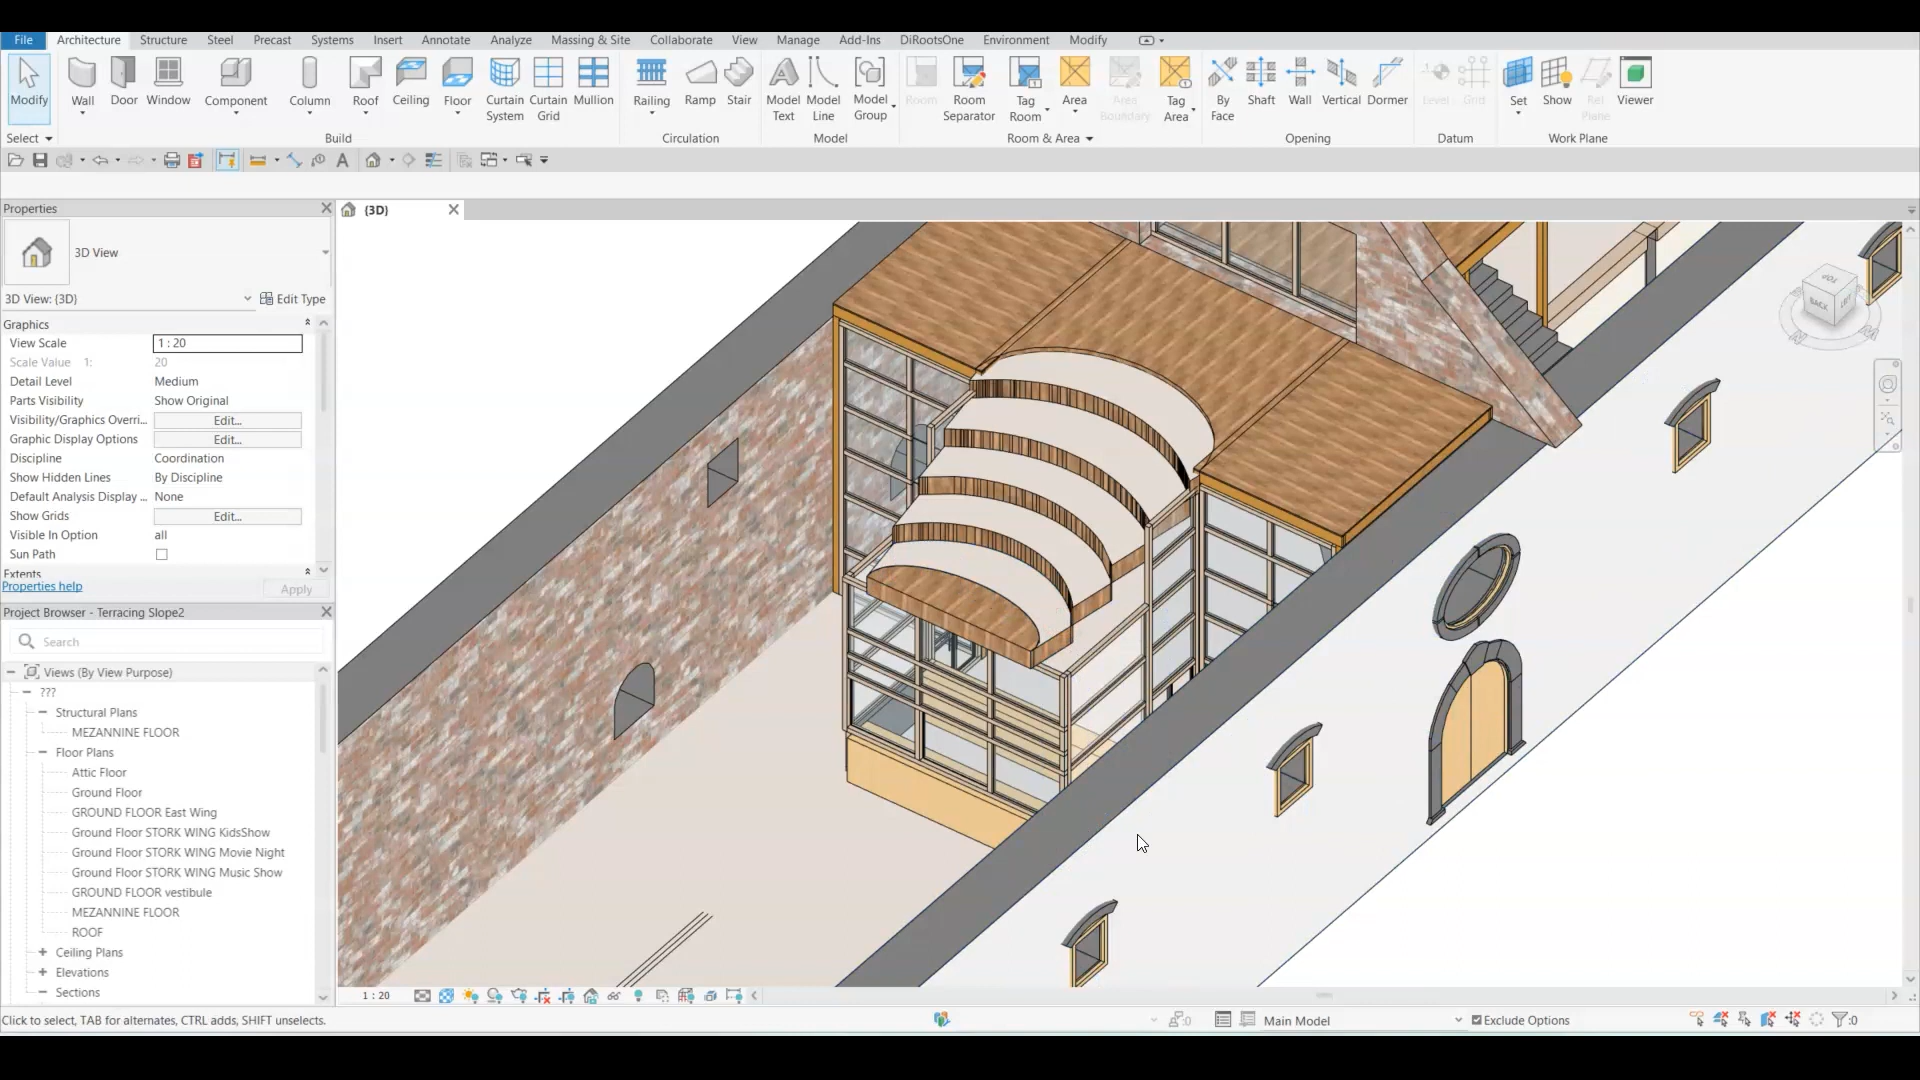 File Architecture Structure Steel Precast Systems Insert Annotate Analyze Massing & Site Collaborate View Manage Add-Ins DiRootsOne Environment Modify
Modify Wall Door Window Component Column Roof Ceiling Floor Curtain System Curtain Grid Mullion Railing Ramp Stair Model Text Model Line Model Group Room Room Separator Tag Room Area Area Boundary Tag Area By Face Shaft Wall Vertical Dormer Level Grid Set Show Ref Plane Viewer
Select Build Circulation Model Room & Area Opening Datum Work Plane
Properties
(3D)
3D View
3D View: {3D} Edit Type
Graphics
View Scale 1 : 20
Scale Value 1: 20
Detail Level Medium
Parts Visibility Show Original
Visibility/Graphics Overri... Edit...
Graphic Display Options Edit...
Discipline Coordination
Show Hidden Lines By Discipline
Default Analysis Display ... None
Show Grids Edit...
Visible In Option all
Sun Path
Extents
Properties help Apply
Project Browser - Terracing Slope2
Search
Views (By View Purpose)
???
Structural Plans
MEZANNINE FLOOR
Floor Plans
Attic Floor
Ground Floor
GROUND FLOOR East Wing
Ground Floor STORK WING KidsShow
Ground Floor STORK WING Movie Night
Ground Floor STORK WING Music Show
GROUND FLOOR vestibule
MEZANNINE FLOOR
ROOF
Ceiling Plans
Elevations
Sections
BACK
1 : 20
Click to select, TAB for alternates, CTRL adds, SHIFT unselects.
:0
Main Model
Exclude Options
:0